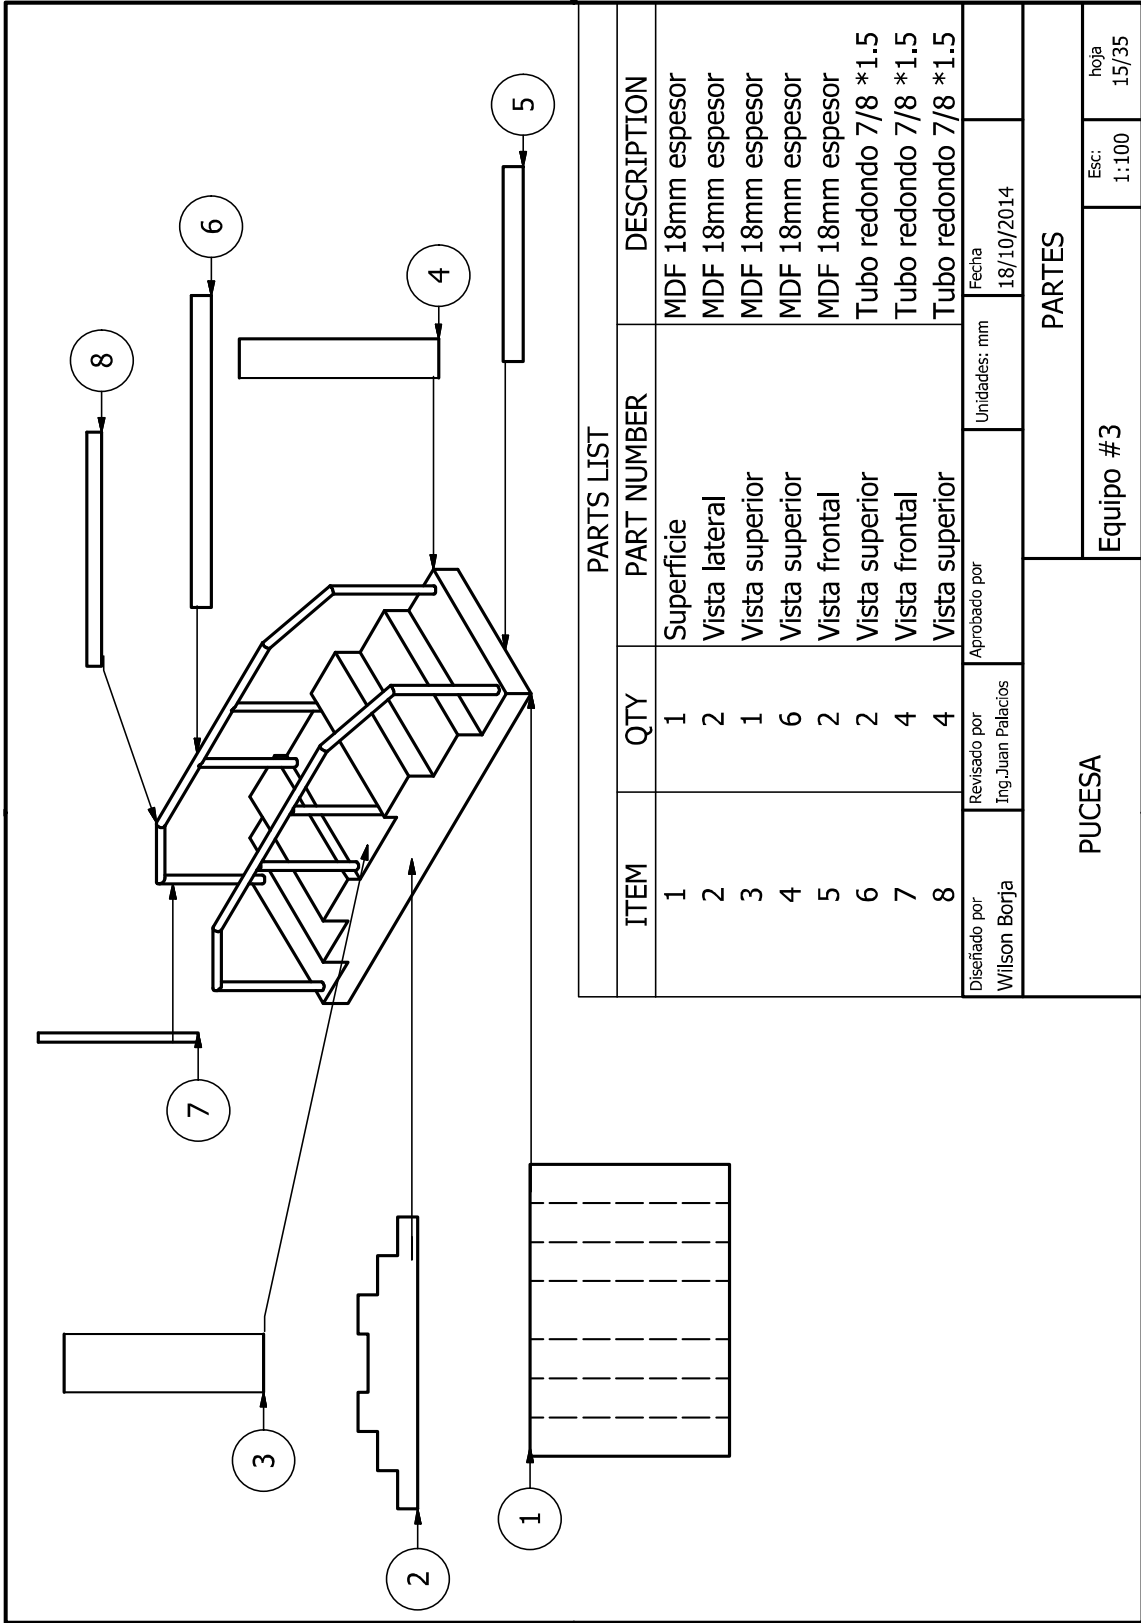 8
6
5
4
7
3
2
1
PARTS LIST
ITEM QTY PART NUMBER DESCRIPTION
1 1 Superficie MDF 18mm espesor
2 2 Vista lateral MDF 18mm espesor
3 1 Vista superior MDF 18mm espesor
4 6 Vista superior MDF 18mm espesor
5 2 Vista frontal MDF 18mm espesor
6 2 Vista superior Tubo redondo 7/8 *1.5
7 4 Vista frontal Tubo redondo 7/8 *1.5
8 4 Vista superior Tubo redondo 7/8 *1.5
Diseñado por
Wilson Borja
Revisado por
Ing.Juan Palacios
Aprobado por
Unidades: mm
Fecha
18/10/2014
PUCESA
PARTES
Equipo #3
Esc:
1:100
hoja
15/35